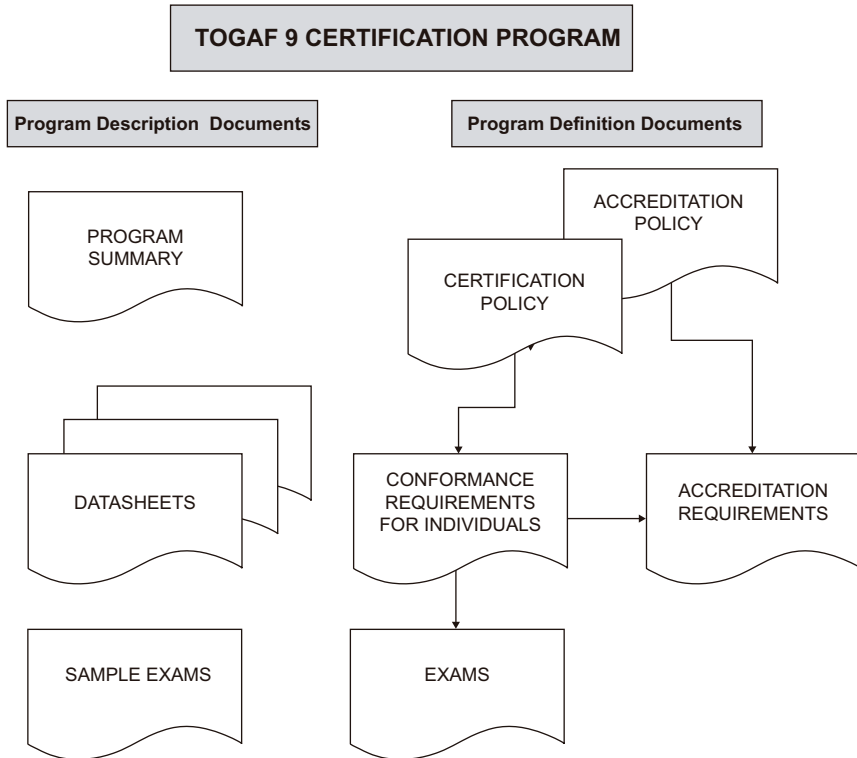 TOGAF 9 CERTIFICATION PROGRAM
Program Description Documents
PROGRAM
SUMMARY
DATASHEETS
SAMPLE EXAMS
Program Definition Documents
ACCREDITATION
POLICY
CERTIFICATION
POLICY
CONFORMANCE
REQUIREMENTS
FOR INDIVIDUALS
ACCREDITATION
REQUIREMENTS
EXAMS